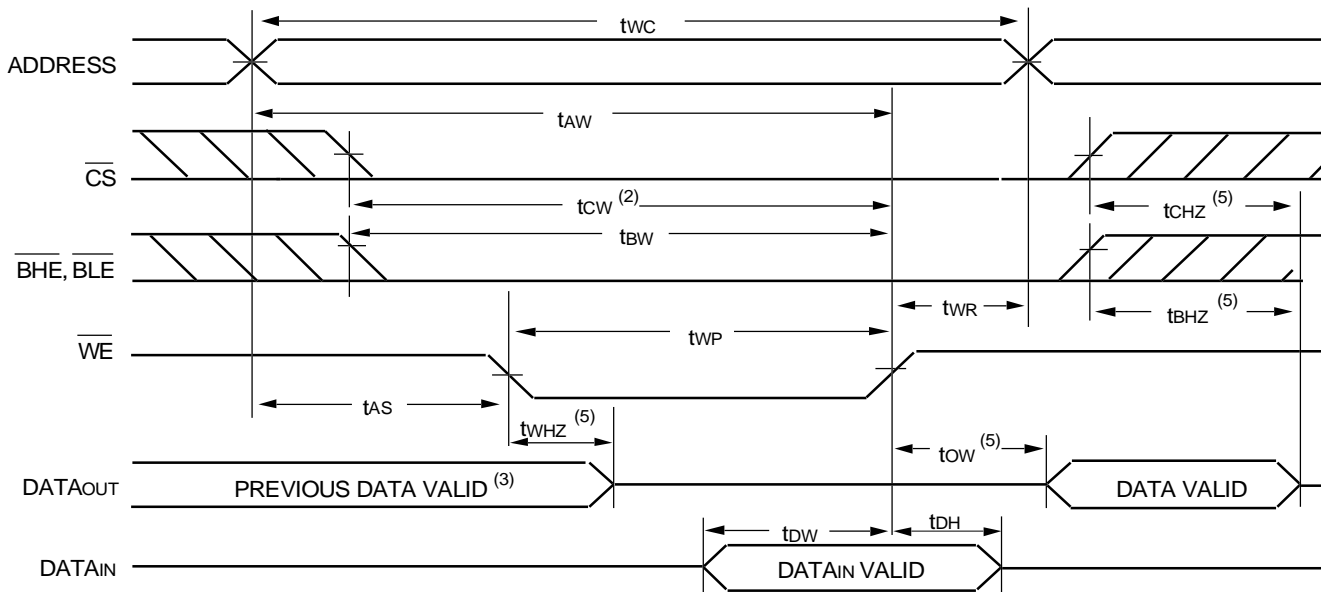 tWC
ADDRESS
tAW
CS
tCW (2)
tCHZ (5)
tBW
BHE, BLE
tWR
tBHZ (5)
tWP
WE
tAS
tWHZ (5)
tOW (5)
DATAOUT
PREVIOUS DATA VALID (3)
DATA VALID
tDW
tDH
DATAIN
DATAIN VALID